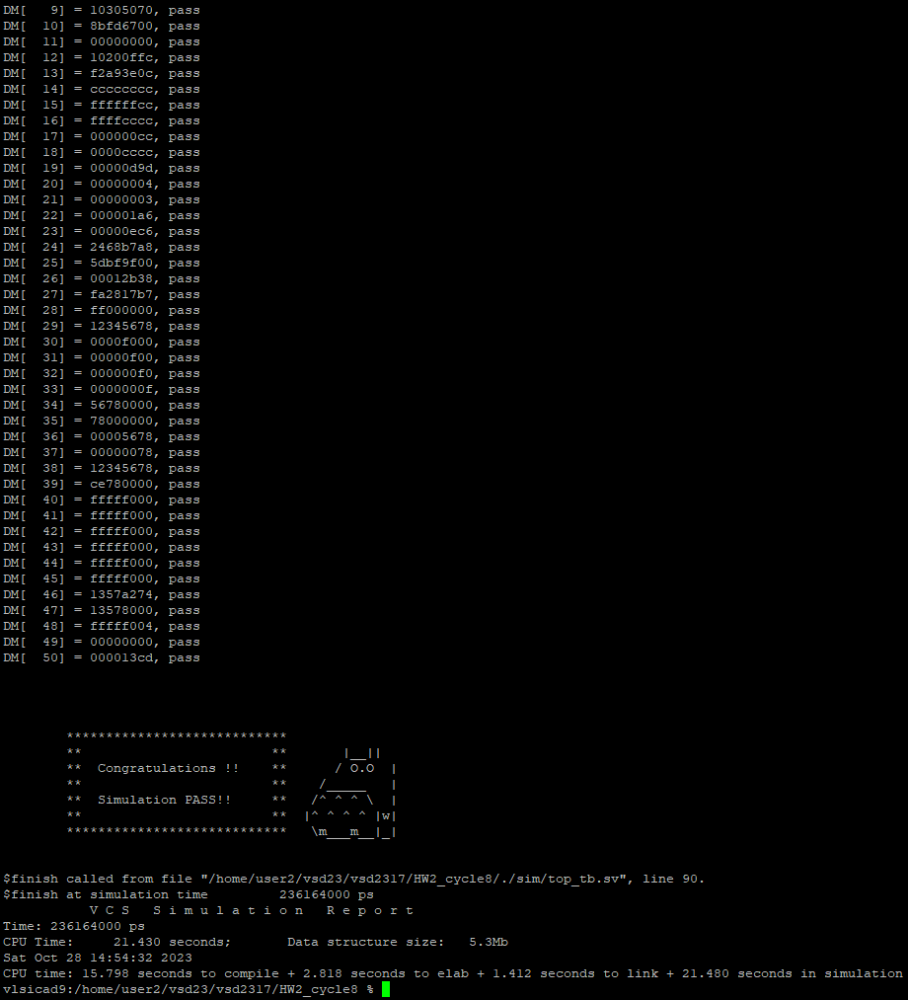 DM[   9] = 10305070, pass
DM[  10] = 8bfd6700, pass
DM[  11] = 00000000, pass
DM[  12] = 10200ffc, pass
DM[  13] = f2a93e0c, pass
DM[  14] = cccccccc, pass
DM[  15] = ffffffcc, pass
DM[  16] = ffffcccc, pass
DM[  17] = 000000cc, pass
DM[  18] = 0000cccc, pass
DM[  19] = 00000d9d, pass
DM[  20] = 00000004, pass
DM[  21] = 00000003, pass
DM[  22] = 000001a6, pass
DM[  23] = 00000ec6, pass
DM[  24] = 2468b7a8, pass
DM[  25] = 5dbf9f00, pass
DM[  26] = 00012b38, pass
DM[  27] = fa2817b7, pass
DM[  28] = ff000000, pass
DM[  29] = 12345678, pass
DM[  30] = 0000f000, pass
DM[  31] = 00000f00, pass
DM[  32] = 000000f0, pass
DM[  33] = 0000000f, pass
DM[  34] = 56780000, pass
DM[  35] = 78000000, pass
DM[  36] = 00005678, pass
DM[  37] = 00000078, pass
DM[  38] = 12345678, pass
DM[  39] = ce780000, pass
DM[  40] = fffff000, pass
DM[  41] = fffff000, pass
DM[  42] = fffff000, pass
DM[  43] = fffff000, pass
DM[  44] = fffff000, pass
DM[  45] = fffff000, pass
DM[  46] = 1357a274, pass
DM[  47] = 13578000, pass
DM[  48] = fffff004, pass
DM[  49] = 00000000, pass
DM[  50] = 000013cd, pass
        ****************************
        **                        **       |__||
        **  Congratulations !!    **      / O.O  |
        **                        **    /_____   |
        **  Simulation PASS!!     **   /^ ^ ^ \  |
        **                        **  |^ ^ ^ ^ |w|
        ****************************   \m___m__|_|
$finish called from file "/home/user2/vsd23/vsd2317/HW2_cycle8/./sim/top_tb.sv", line 90.
$finish at simulation time         236164000 ps
           V C S   S i m u l a t i o n   R e p o r t
Time: 236164000 ps
CPU Time:     21.430 seconds;       Data structure size:   5.3Mb
Sat Oct 28 14:54:32 2023
CPU time: 15.798 seconds to compile + 2.818 seconds to elab + 1.412 seconds to link + 21.480 seconds in simulation
vlsicad9:/home/user2/vsd23/vsd2317/HW2_cycle8 %